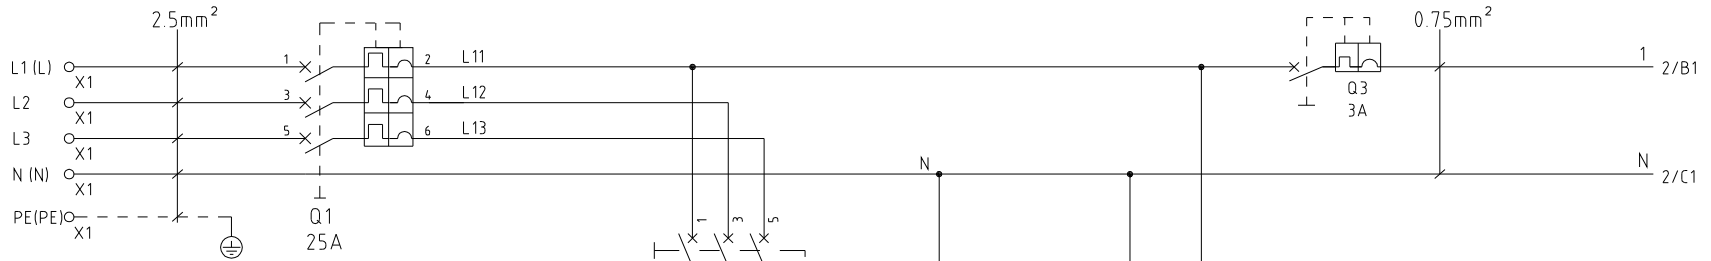 2.5mm²
0.75mm²
L1(L)
X1
1
2
L11
1
2/B1
L2
X1
3
4
L12
Q3
3A
L3
X1
5
6
L13
N(N)
X1
N
N
2/C1
PE(PE)
X1
Q1
25A
1
3
5